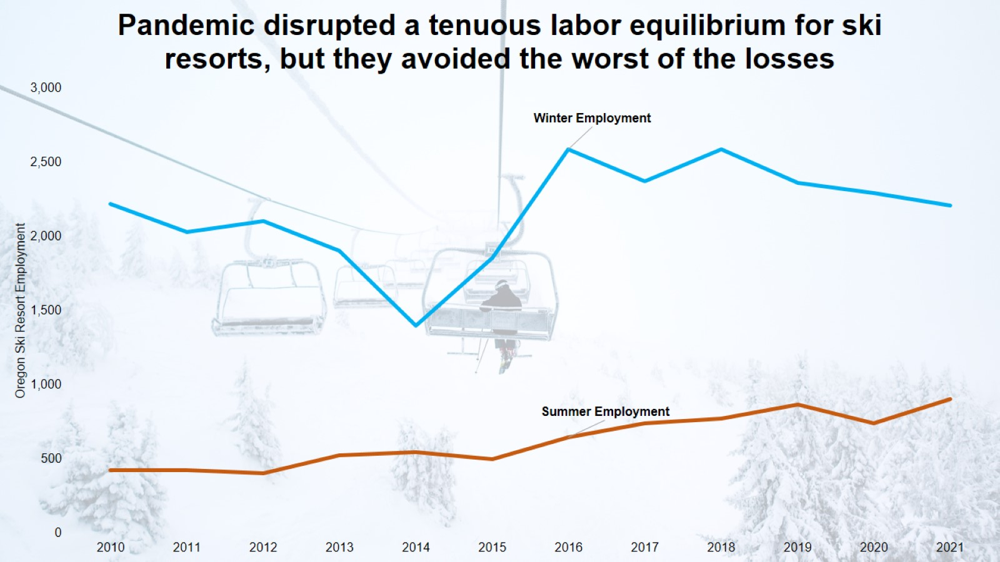 Pandemic disrupted a tenuous labor equilibrium for ski
resorts, but they avoided the worst of the losses
3,000
2,500
2,000
1,500
1,000
500
0
Oregon Ski Resort Employment
Winter Employment
Summer Employment
2010 2011 2012 2013 2014 2015 2016 2017 2018 2019 2020 2021